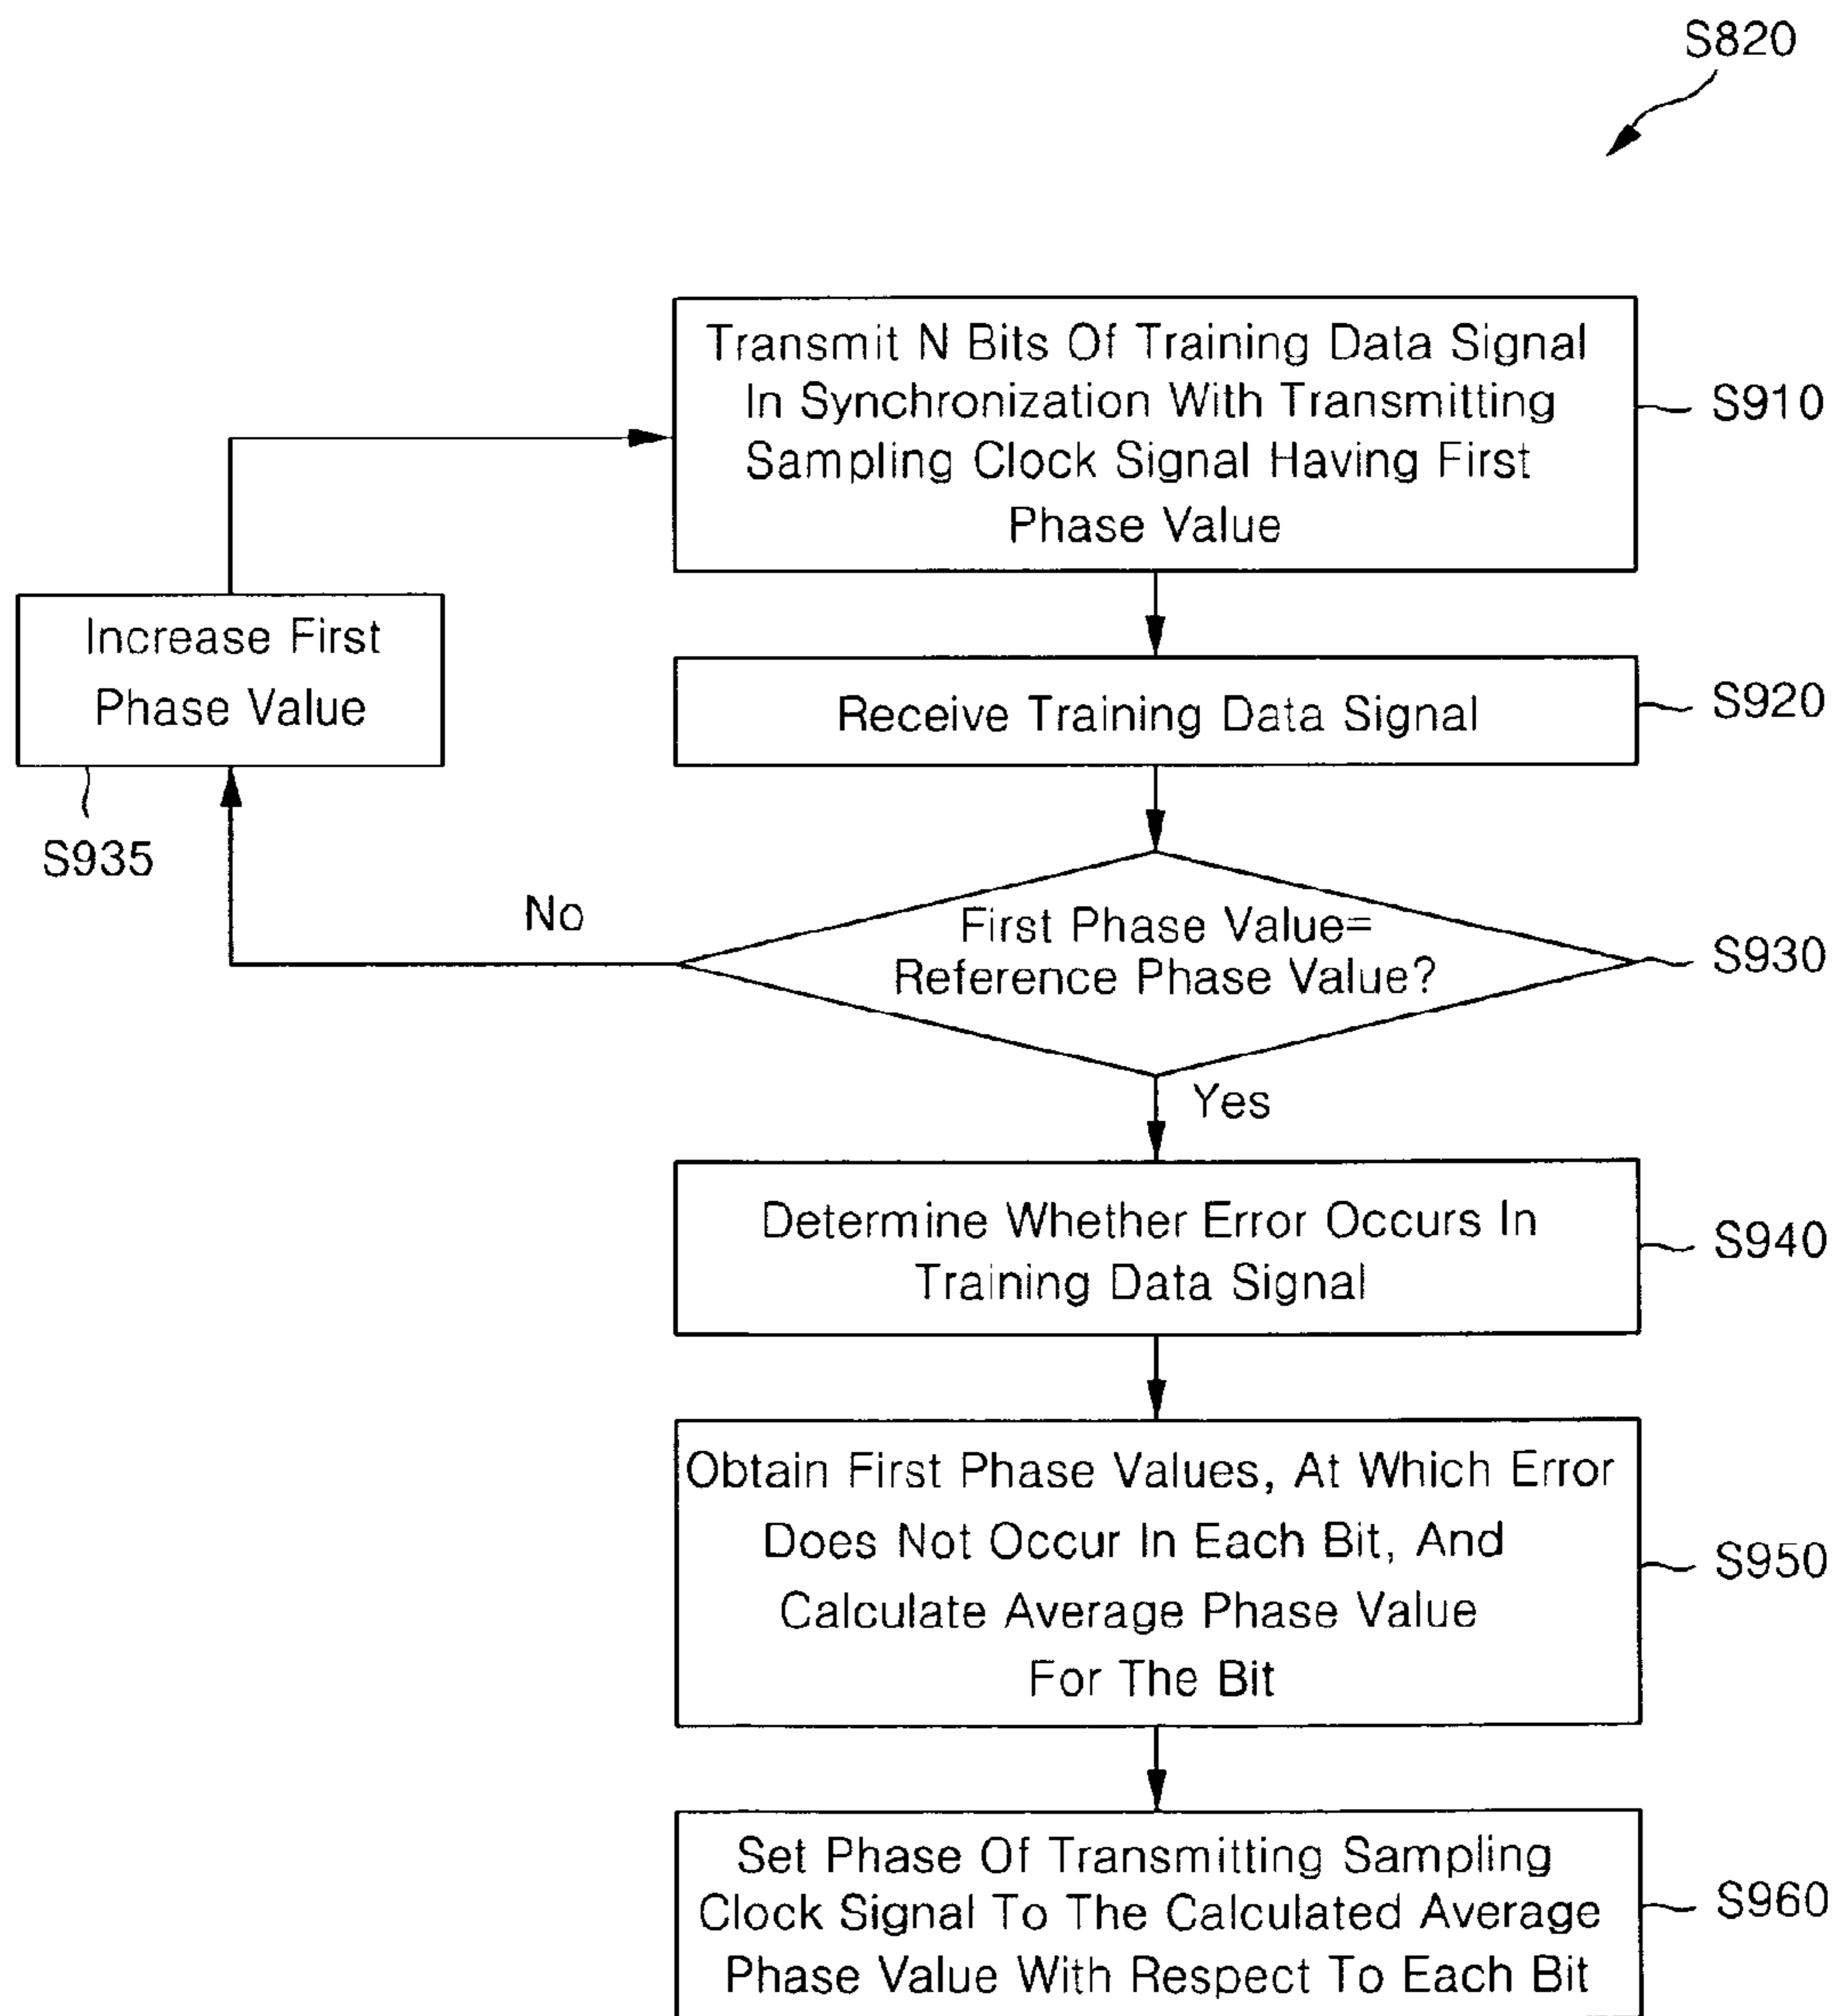 S820
Transmit N Bits Of Training Data Signal
In Synchronization With Transmitting
Sampling Clock Signal Having First
Phase Value
S910
Increase First
Phase Value
S935
Receive Training Data Signal
S920
No
First Phase Value=
Reference Phase Value?
S930
Yes
Determine Whether Error Occurs In
Training Data Signal
S940
Obtain First Phase Values, At Which Error
Does Not Occur In Each Bit, And
Calculate Average Phase Value
For The Bit
S950
Set Phase Of Transmitting Sampling
Clock Signal To The Calculated Average
Phase Value With Respect To Each Bit
S960